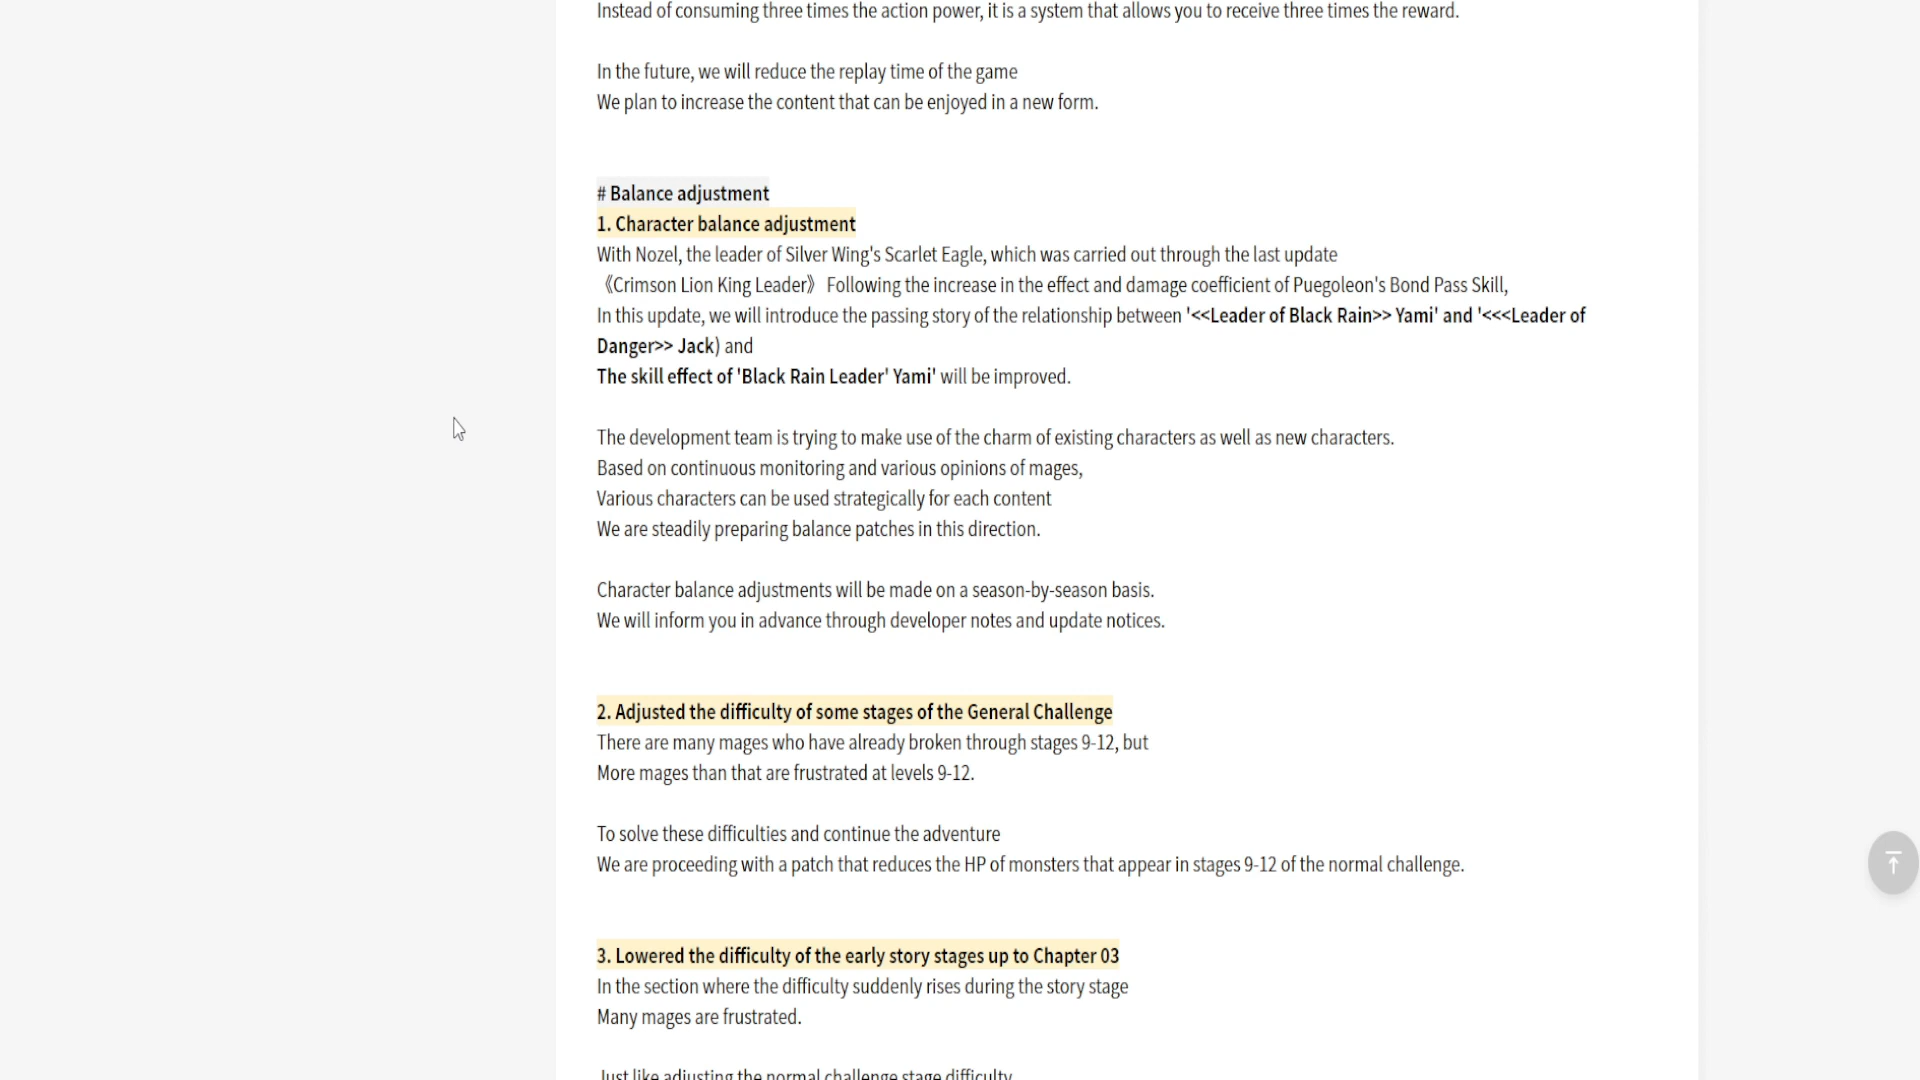 Instead of consuming three times the action power, it is a system that allows you to receive three times the reward.
In the future, we will reduce the replay time of the game
We plan to increase the content that can be enjoyed in a new form.
# Balance adjustment
1. Character balance adjustment
With Nozel, the leader of Silver Wing's Scarlet Eagle, which was carried out through the last update
《Crimson Lion King Leader》 Following the increase in the effect and damage coefficient of Puegoleon's Bond Pass Skill,
In this update, we will introduce the passing story of the relationship between '<<Leader of Black Rain>> Yami' and '<<<Leader of
Danger>> Jack) and
The skill effect of 'Black Rain Leader' Yami' will be improved.
The development team is trying to make use of the charm of existing characters as well as new characters.
Based on continuous monitoring and various opinions of mages,
Various characters can be used strategically for each content
We are steadily preparing balance patches in this direction.
Character balance adjustments will be made on a season-by-season basis.
We will inform you in advance through developer notes and update notices.
2. Adjusted the difficulty of some stages of the General Challenge
There are many mages who have already broken through stages 9-12, but
More mages than that are frustrated at levels 9-12.
To solve these difficulties and continue the adventure
We are proceeding with a patch that reduces the HP of monsters that appear in stages 9-12 of the normal challenge.
3. Lowered the difficulty of the early story stages up to Chapter 03
In the section where the difficulty suddenly rises during the story stage
Many mages are frustrated.
Just like adjusting the normal challenge stage difficulty